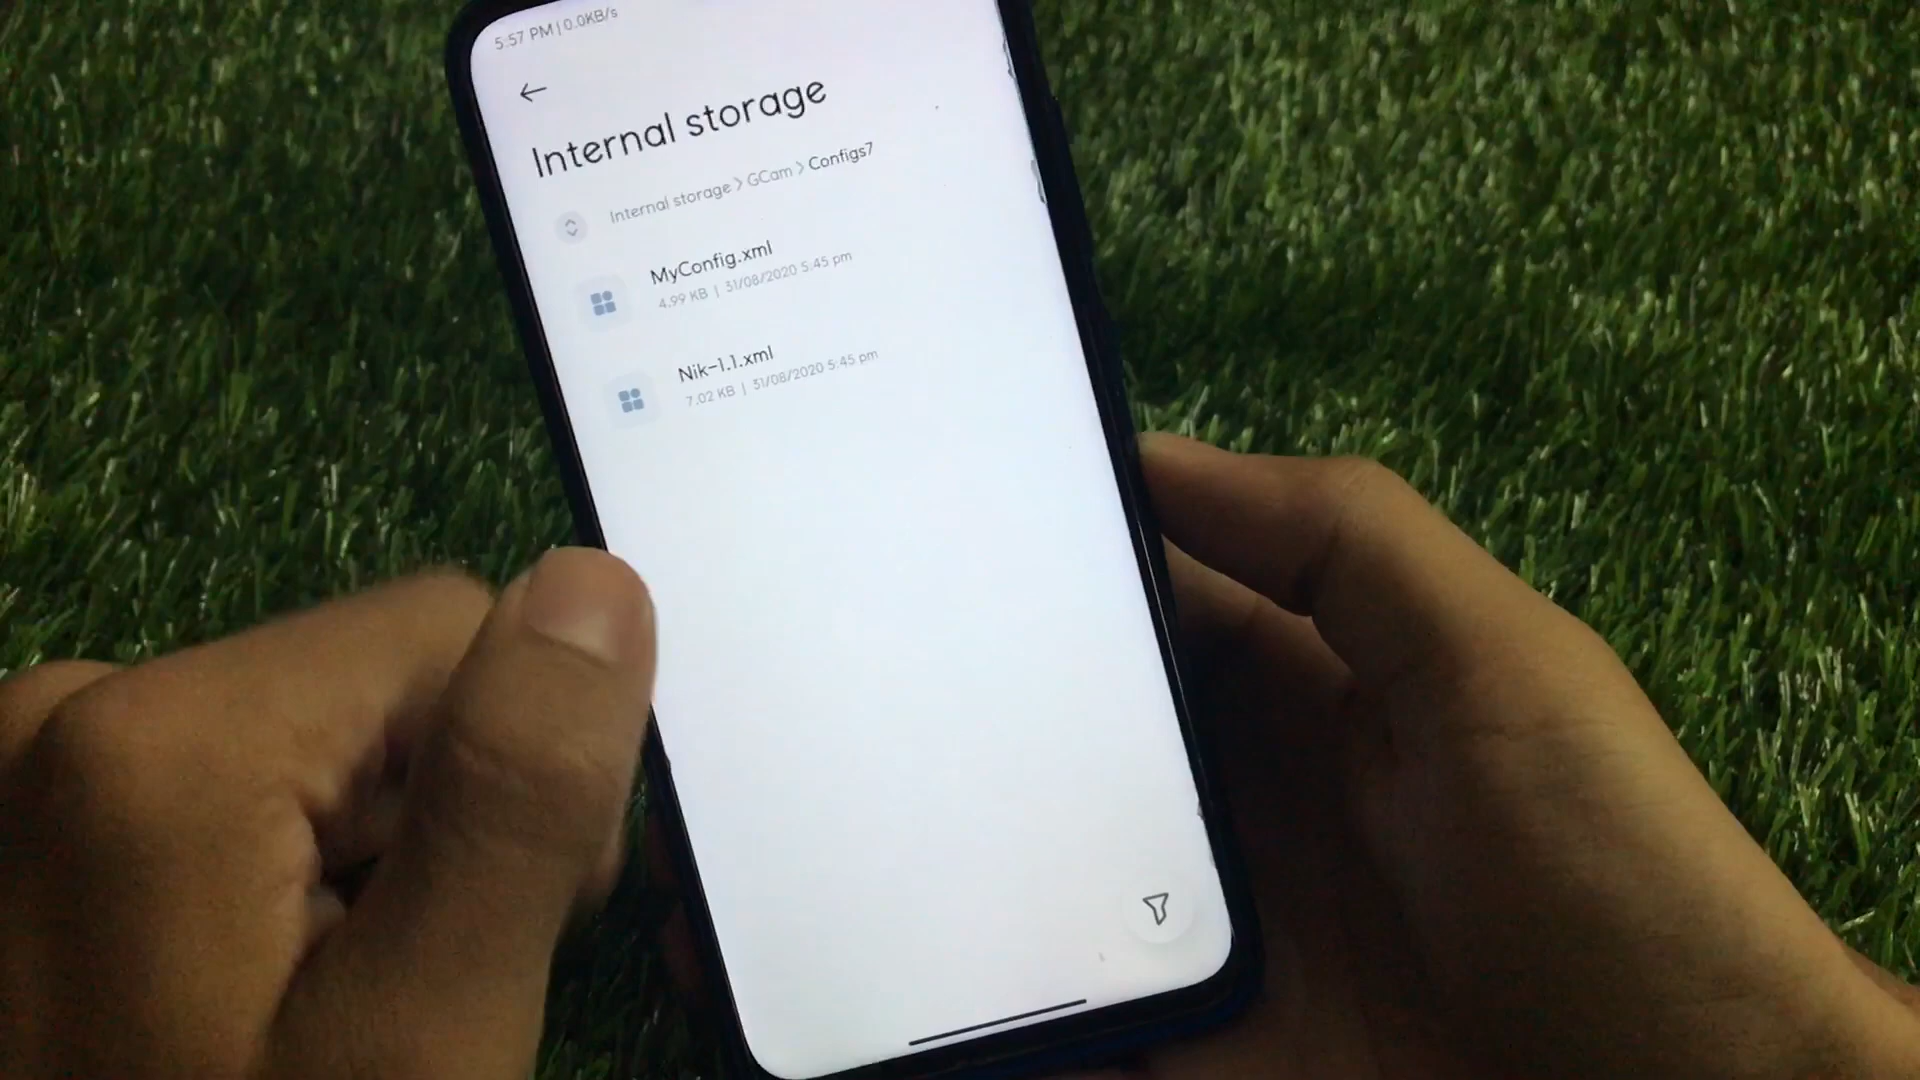 5:57 PM | 0.0KB/s
Internal storage
Internal storage > GCam > Configs7
MyConfig.xml
4.99 KB | 31/08/2020 5:45 pm
Nik-1.1.xml
7.02 KB | 31/08/2020 5:45 pm